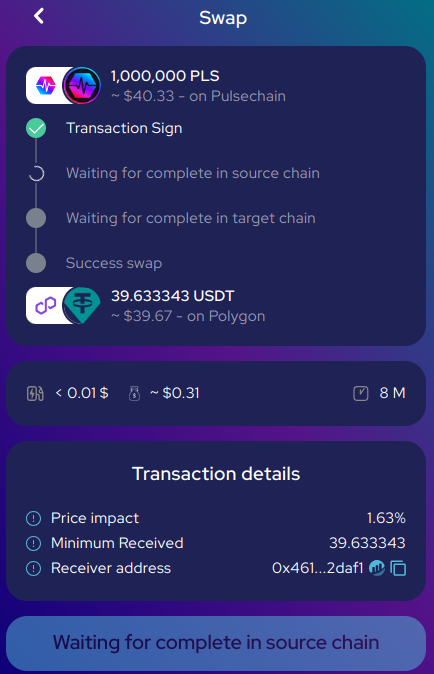 Swap
1,000,000 PLS
~ $40.33 - on Pulsechain
Transaction Sign
Waiting for complete in source chain
Waiting for complete in target chain
Success swap
39.633343 USDT
~ $39.67 - on Polygon
< 0.01 $ ~ $0.31 8 M
Transaction details
Price impact 1.63%
Minimum Received 39.633343
Receiver address 0x461...2daf1
Waiting for complete in source chain